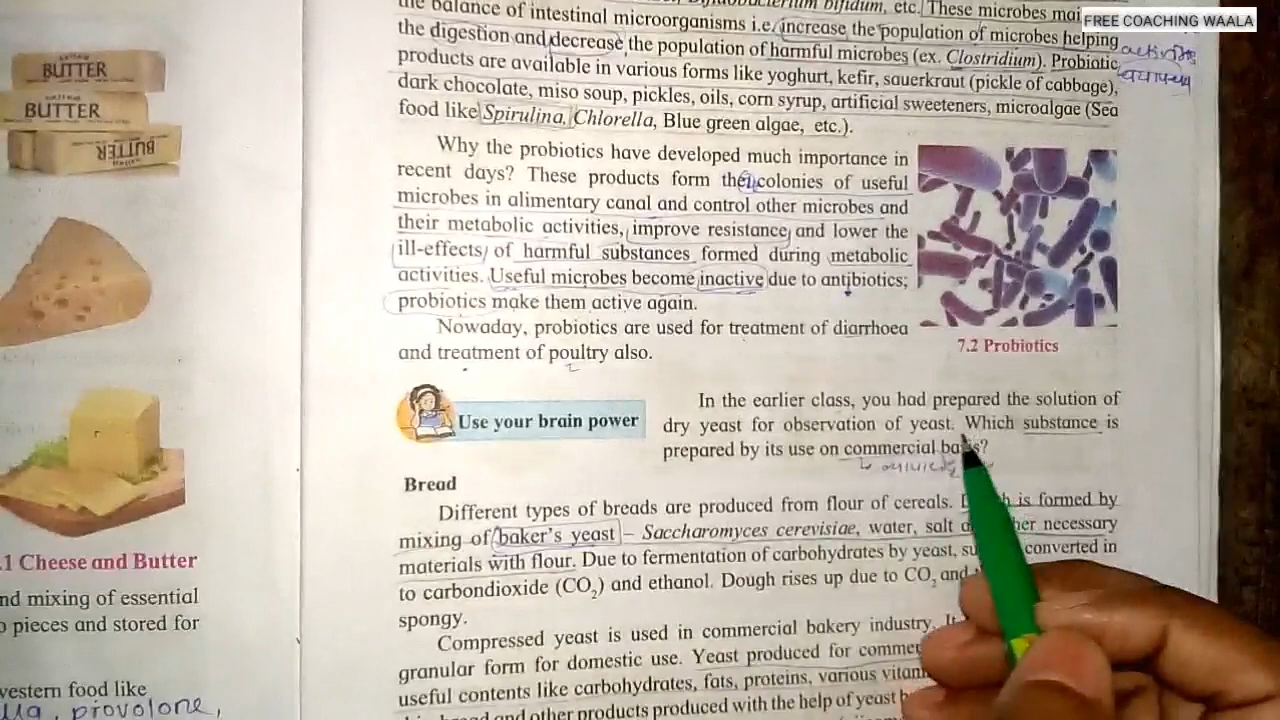 FREE COACHING WAALA
bifidum, etc. These microbes
the balance of intestinal microorganisms i.e. increase the population of microbes helping
the digestion and decrease the population of harmful microbes (ex. Clostridium). Probiotic
products are available in various forms like yoghurt, kefir, sauerkraut (pickle of cabbage),
dark chocolate, miso soup, pickles, oils, corn syrup, artificial sweeteners, microalgae (Sea
food like Spirulina, Chlorella, Blue green algae, etc.).
Why the probiotics have developed much importance in
recent days? These products form the colonies of useful
microbes in alimentary canal and control other microbes and
their metabolic activities, improve resistance and lower the
ill-effects of harmful substances formed during metabolic
activities. Useful microbes become inactive due to antibiotics;
probiotics make them active again.
Nowaday, probiotics are used for treatment of diarrhoea
and treatment of poultry also.
7.2 Probiotics
Use your brain power
In the earlier class, you had prepared the solution of
dry yeast for observation of yeast. Which substance is
prepared by its use on commercial basis?
Bread
Different types of breads are produced from flour of cereals. is formed by
mixing of baker's yeast – Saccharomyces cerevisiae, water, salt necessary
materials with flour. Due to fermentation of carbohydrates by yeast, converted in
to carbondioxide (CO₂) and ethanol. Dough rises up due to CO₂ and
spongy.
Compressed yeast is used in commercial bakery industry. It
granular form for domestic use. Yeast produced for
useful contents like carbohydrates, fats, proteins, various
and other products produced with the help of yeast
BUTTER
BUTTER
BUTTER
.1 Cheese and Butter
nd mixing of essential
o pieces and stored for
western food like
provolone,